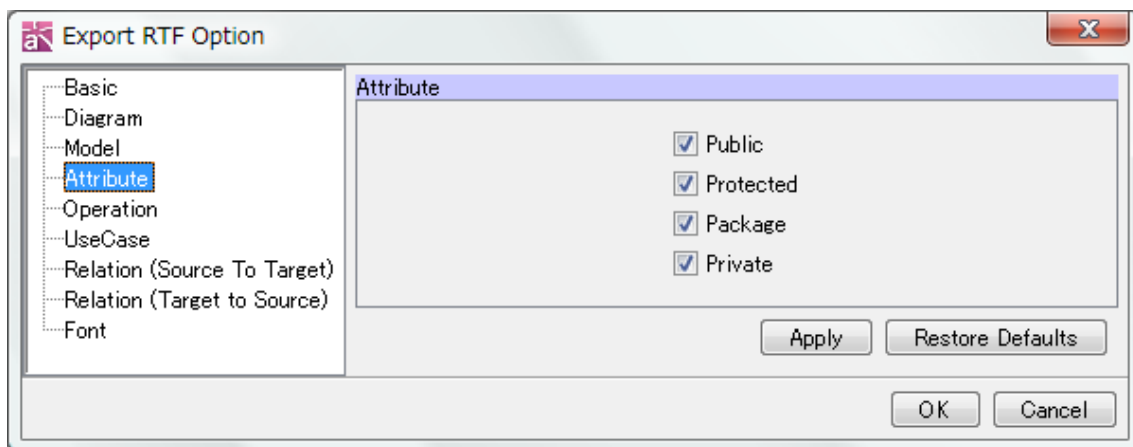 Export RTF Option
Basic
Diagram
Model
Attribute
Operation
UseCase
Relation (Source To Target)
Relation (Target to Source)
Font
Attribute
Public
Protected
Package
Private
Apply
Restore Defaults
OK
Cancel